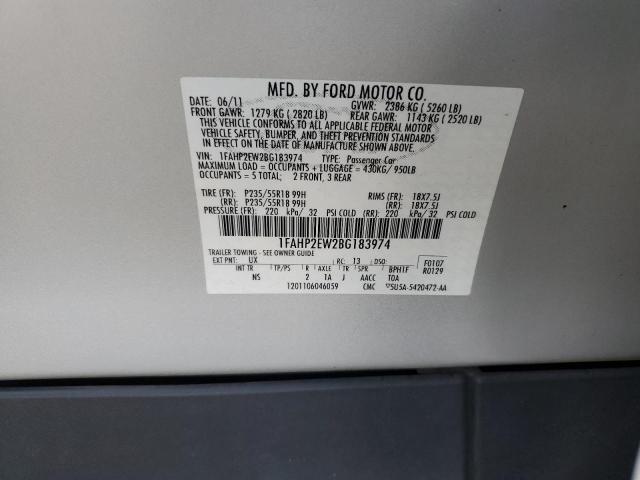 MFD. BY FORD MOTOR CO.
DATE: 06/11 GVWR: 2386 KG ( 5260 LB)
FRONT GAWR: 1279 KG ( 2820 LB) REAR GAWR: 1143 KG ( 2520 LB)
THIS VEHICLE CONFORMS TO ALL APPLICABLE FEDERAL MOTOR
VEHICLE SAFETY, BUMPER, AND THEFT PREVENTION STANDARDS
IN EFFECT ON THE DATE OF MANUFACTURE SHOWN ABOVE.
VIN: 1FAHP2EW2BG183974 TYPE: Passenger Car
MAXIMUM LOAD = OCCUPANTS + LUGGAGE = 430KG/ 950LB
OCCUPANTS = 5 TOTAL; 2 FRONT, 3 REAR
TIRE (FR): P235/55R18 99H RIMS (FR): 18X7.5J
(RR): P235/55R18 99H (RR): 18X7.5J
PRESSURE (FR): 220 kPa/ 32 PSI COLD (RR): 220 kPa/ 32 PSI COLD
1FAHP2EW2BG183974
TRAILER TOWING - SEE OWNER GUIDE
EXT PNT: UX RC: 13 DSO: F0107
INT TR TP/PS R AXLE TR SPR BPHTF R0129
NS 2 1A J AACC TOA
1201106046059 CMC 5U5A-5420472-AA